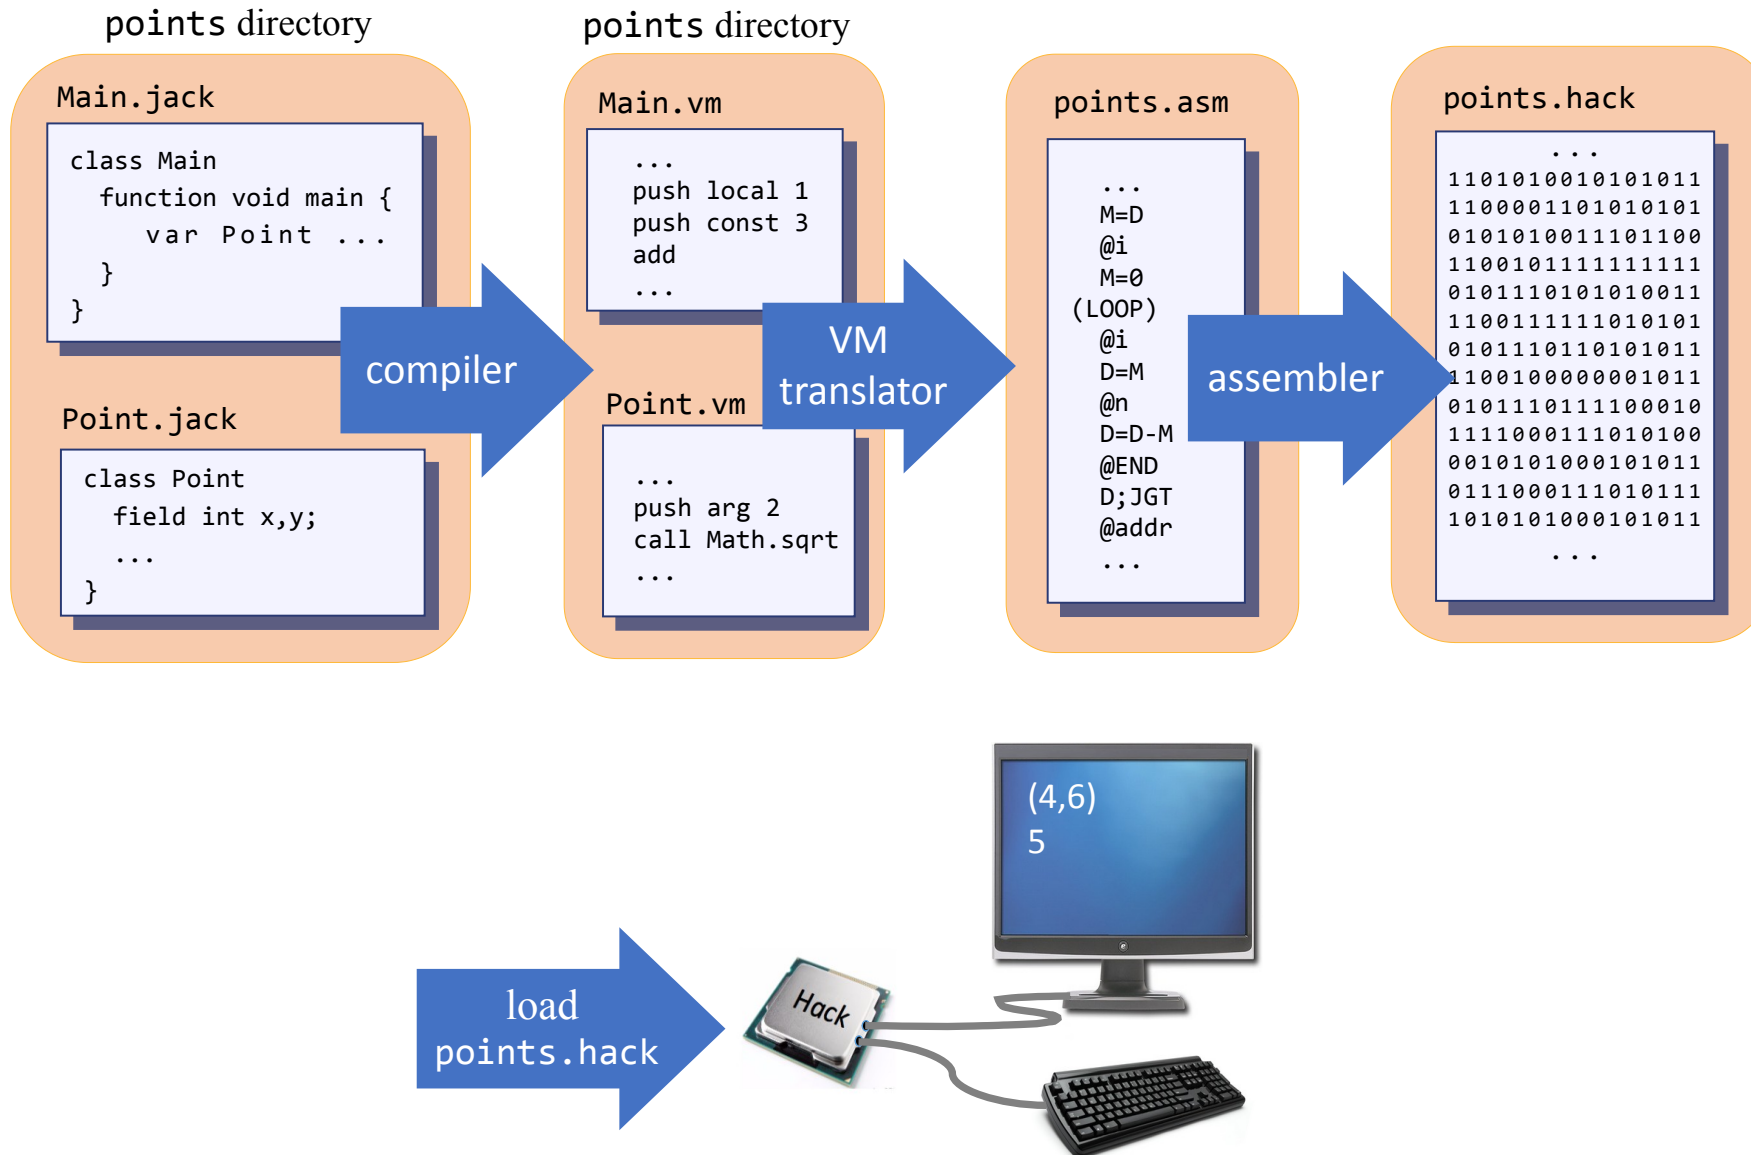 points directory
Main.jack
class Main
function void main {
var Point ...
}
}
Point.jack
class Point
field int x,y;
...
}
compiler
points directory
Main.vm
...
push local 1
push const 3
add
...
Point.vm
...
push arg 2
call Math.sqrt
...
VM
translator
points.asm
...
M=D
@i
M=0
(LOOP)
@i
D=M
@n
D=D-M
@END
D;JGT
@addr
...
assembler
points.hack
...
1101010010101011
1100001101010101
0101010011101100
1100101111111111
0101110101010011
1100111111010101
0101110110101011
1100100000001011
0101110111100010
1111000111010100
0010101000101011
0111000111010111
1010101000101011
...
(4,6)
5
load
points.hack
Hack